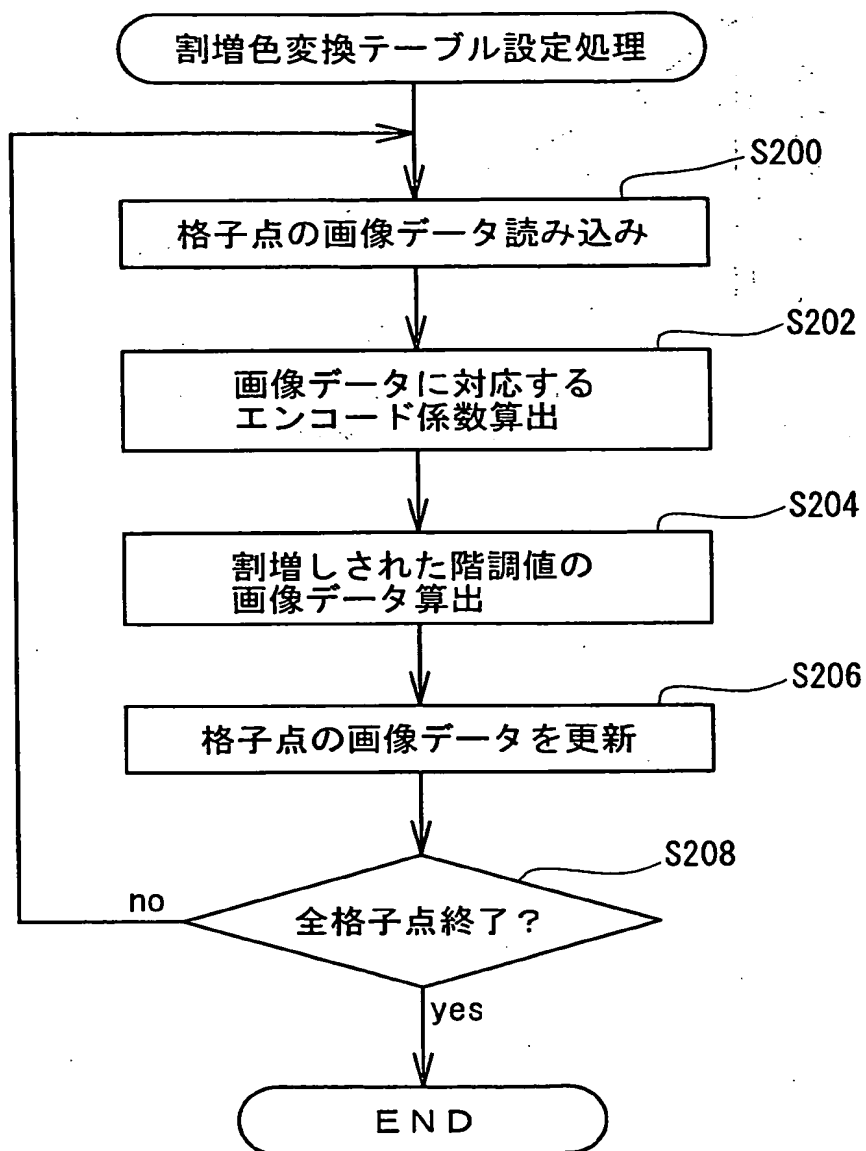 割増色変換テーブル設定処理
S200
格子点の画像データ読み込み
S202
画像データに対応する
エンコード係数算出
S204
割増しされた階調値の
画像データ算出
S206
格子点の画像データを更新
S208
no
全格子点終了？
yes
END